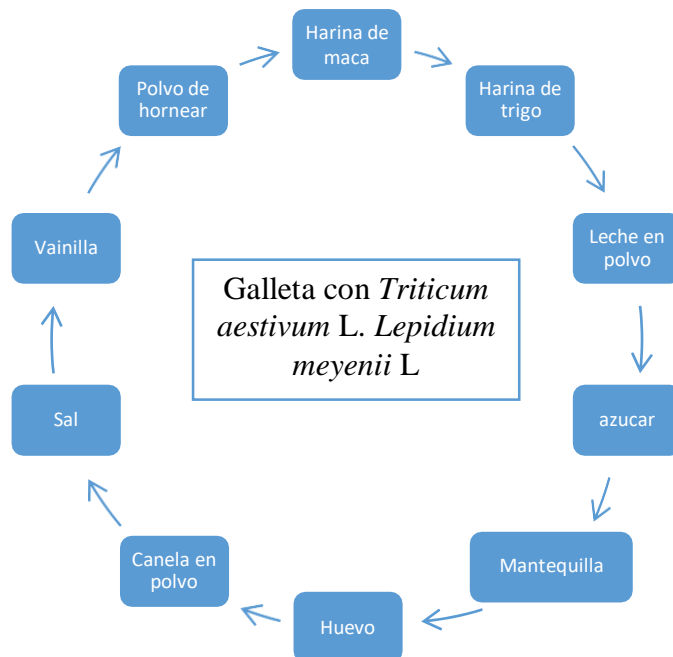 Harina de
maca
Harina de
trigo
Leche en
polvo
azucar
Mantequilla
Huevo
Canela en
polvo
Sal
Vainilla
Polvo de
hornear
Galleta con Triticum
aestivum L. Lepidium
meyenii L